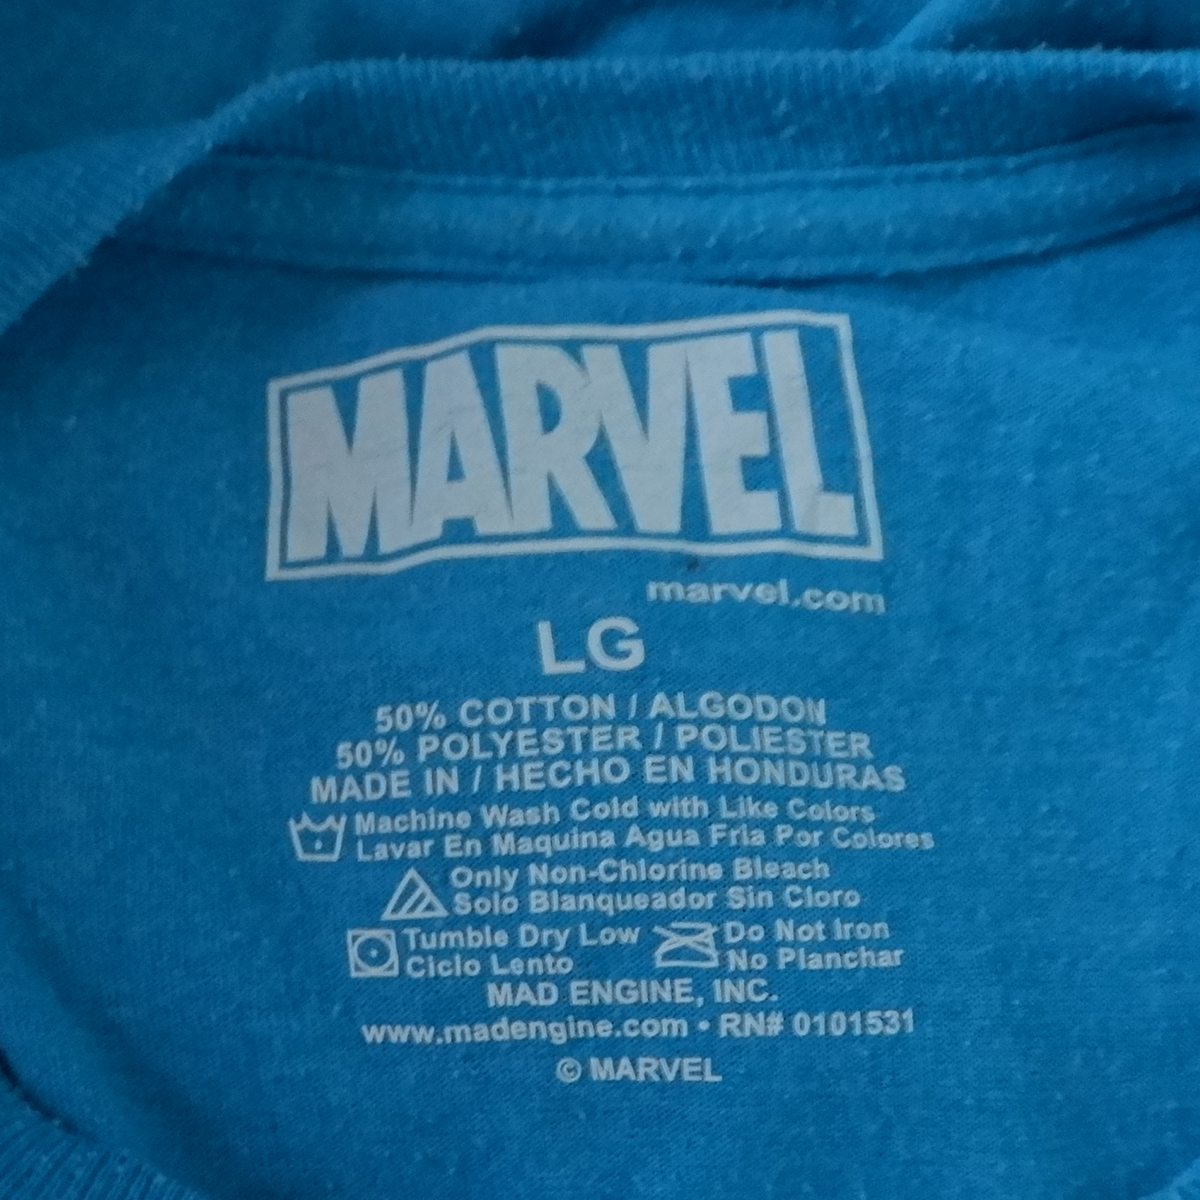 MARVEL
marvel.com
LG
50% COTTON / ALGODON
50% POLYESTER / POLIESTER
MADE IN / HECHO EN HONDURAS
Machine Wash Cold with Like Colors
Lavar En Maquina Agua Fria Por Colores
Only Non-Chlorine Bleach
Solo Blanqueador Sin Cloro
Tumble Dry Low
Ciclo Lento
Do Not Iron
No Planchar
MAD ENGINE, INC.
www.madengine.com • RN# 0101531
© MARVEL